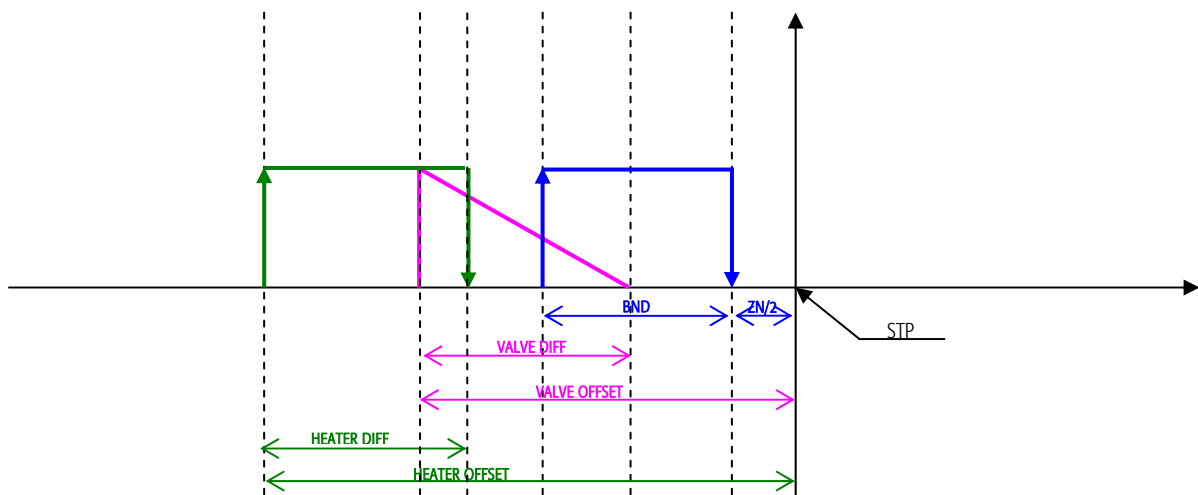 BND
ZN/2
STP
VALVE DIFF
VALVE OFFSET
HEATER DIFF
HEATER OFFSET